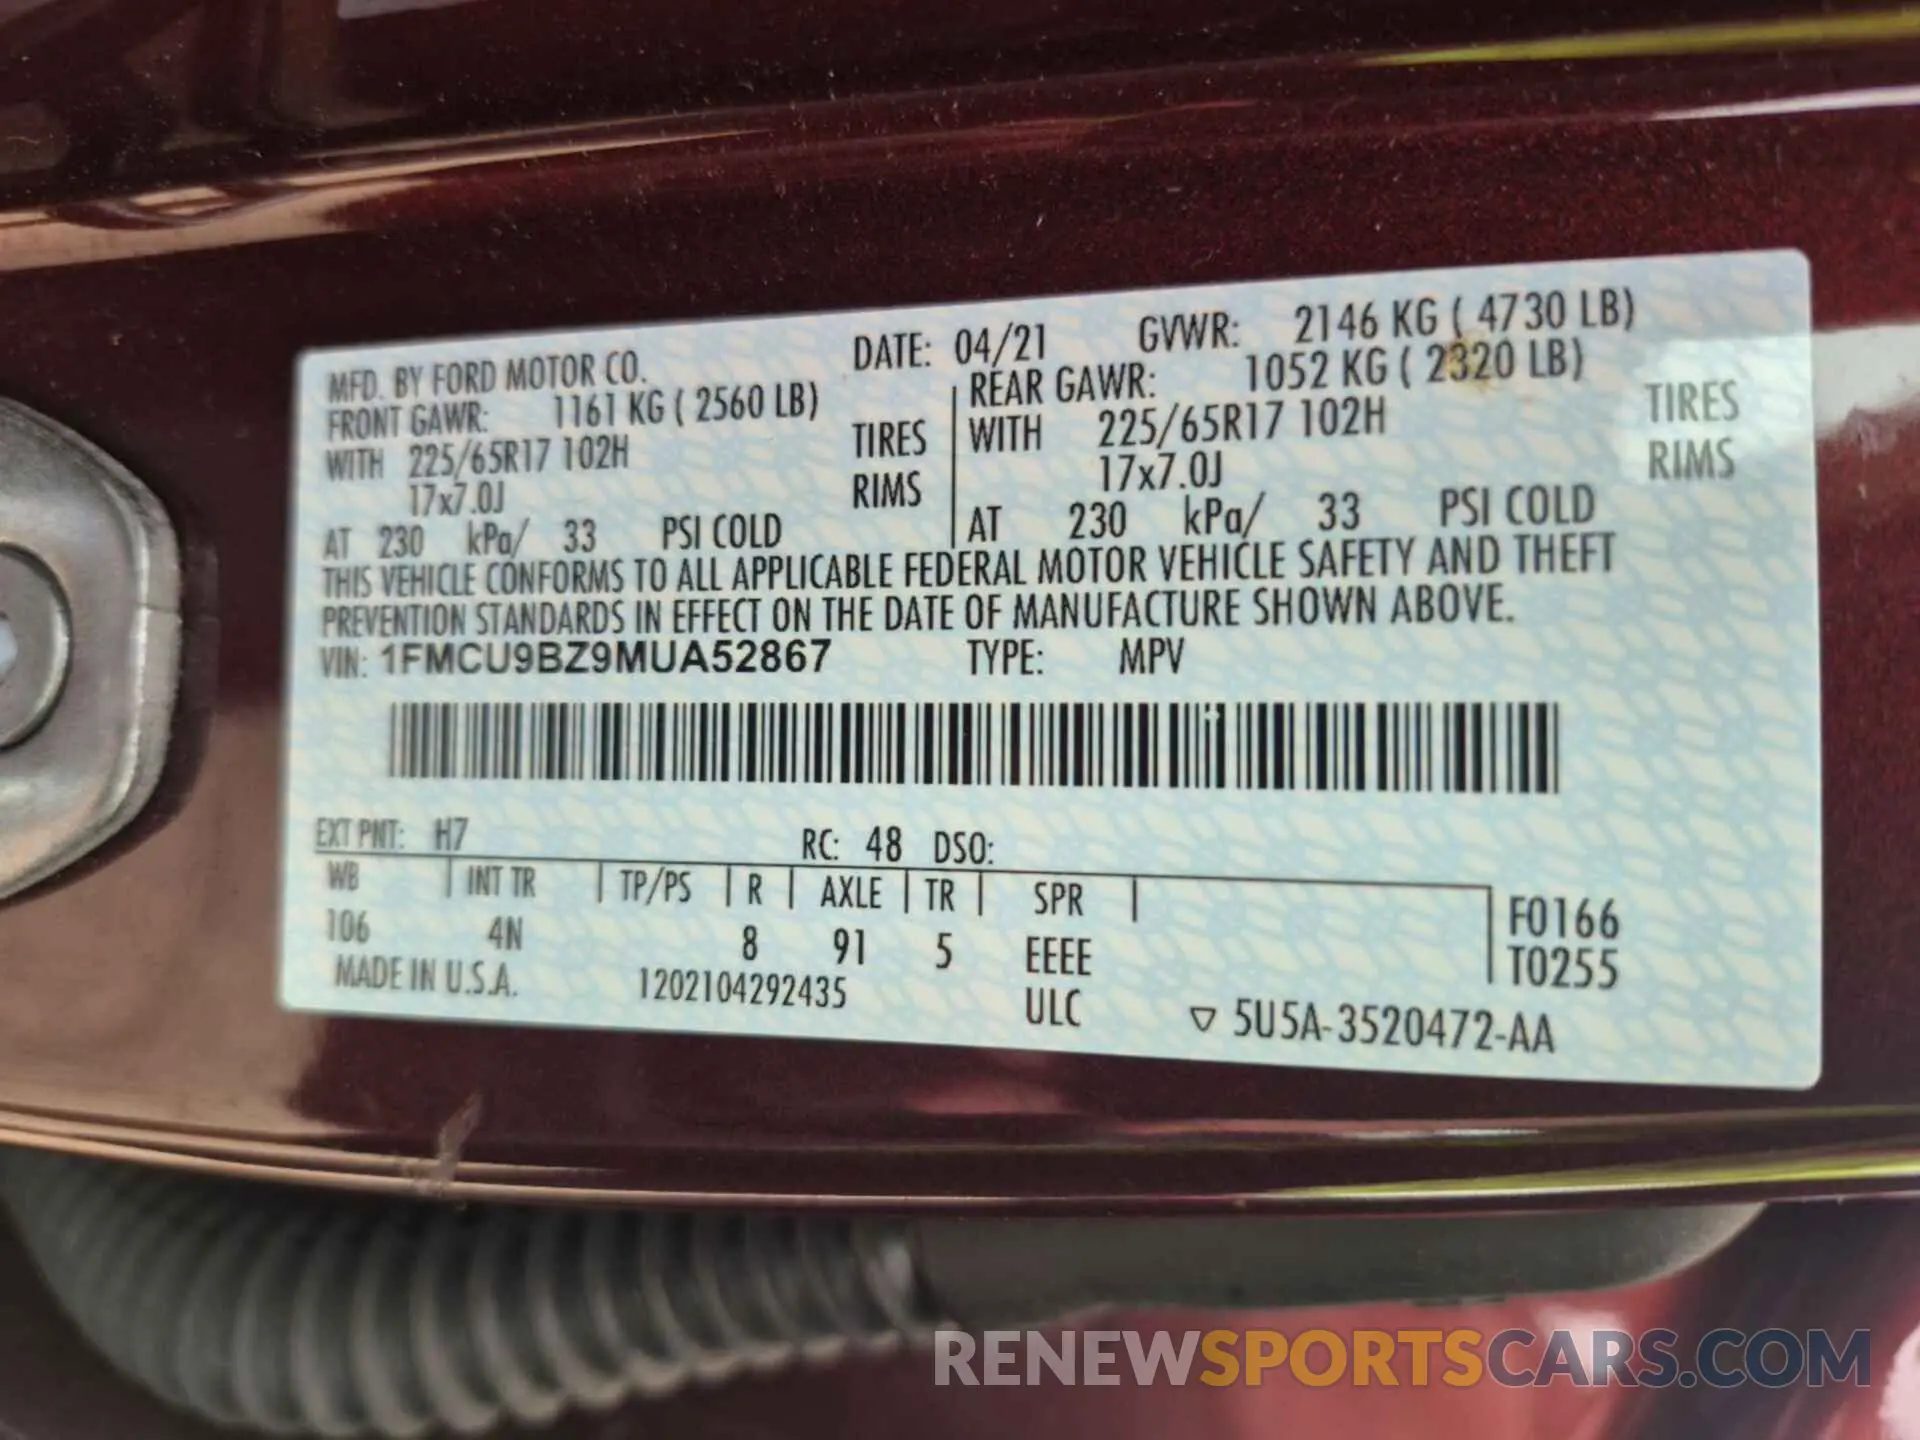 MFD. BY FORD MOTOR CO. DATE: 04/21 GVWR: 2146 KG ( 4730 LB)
FRONT GAWR: 1161 KG ( 2560 LB) REAR GAWR: 1052 KG ( 2320 LB)
WITH 225/65R17 102H TIRES WITH 225/65R17 102H TIRES
17x7.0J RIMS 17x7.0J RIMS
AT 230 kPa/ 33 PSI COLD AT 230 kPa/ 33 PSI COLD
THIS VEHICLE CONFORMS TO ALL APPLICABLE FEDERAL MOTOR VEHICLE SAFETY AND THEFT
PREVENTION STANDARDS IN EFFECT ON THE DATE OF MANUFACTURE SHOWN ABOVE.
VIN: 1FMCU9BZ9MUA52867 TYPE: MPV
EXT PNT: H7 RC: 48 DSO:
WB INT TR TP/PS R AXLE TR SPR F0166
106 4N 8 91 5 EEEE T0255
MADE IN U.S.A. 1202104292435 ULC ▽ 5U5A-3520472-AA
RENEWSPORTSCARS.COM